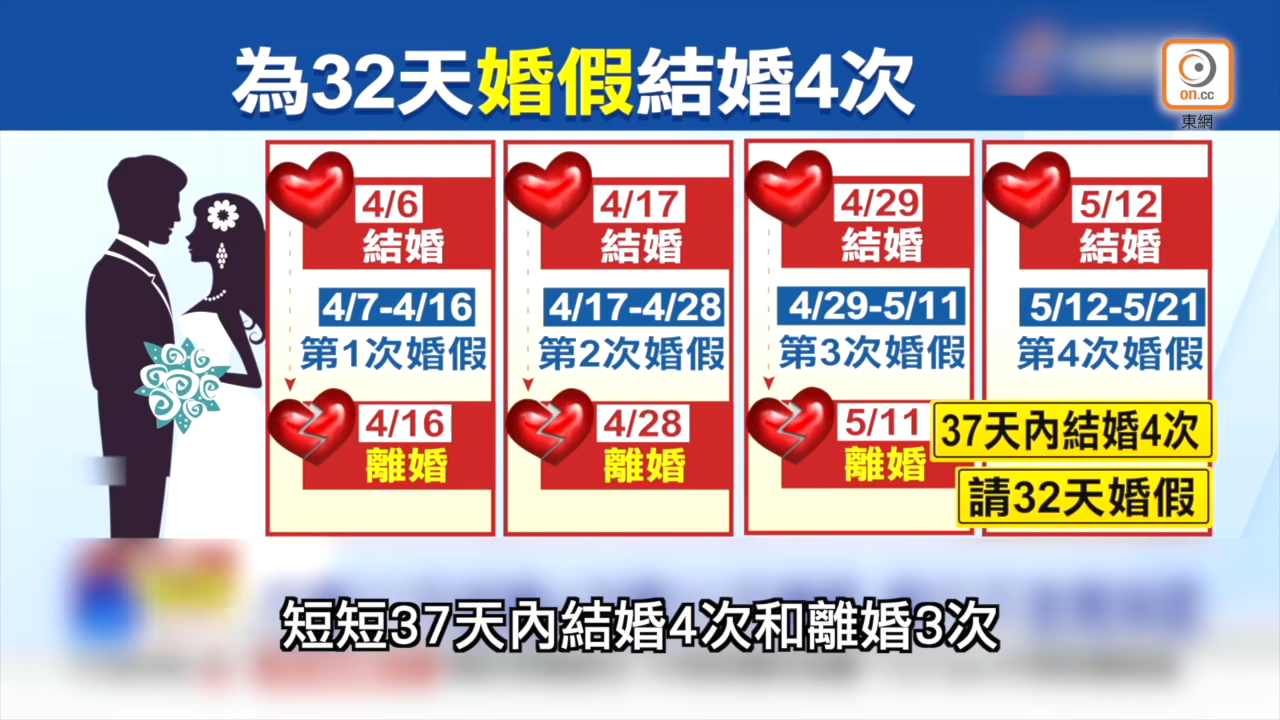 為32天婚假結婚4次
on.cc
東網
4/6
結婚
4/7-4/16
第1次婚假
4/16
離婚
4/17
結婚
4/17-4/28
第2次婚假
4/28
離婚
4/29
結婚
4/29-5/11
第3次婚假
5/11
離婚
5/12
結婚
5/12-5/21
第4次婚假
37天內結婚4次
請32天婚假
短短37天內結婚4次和離婚3次